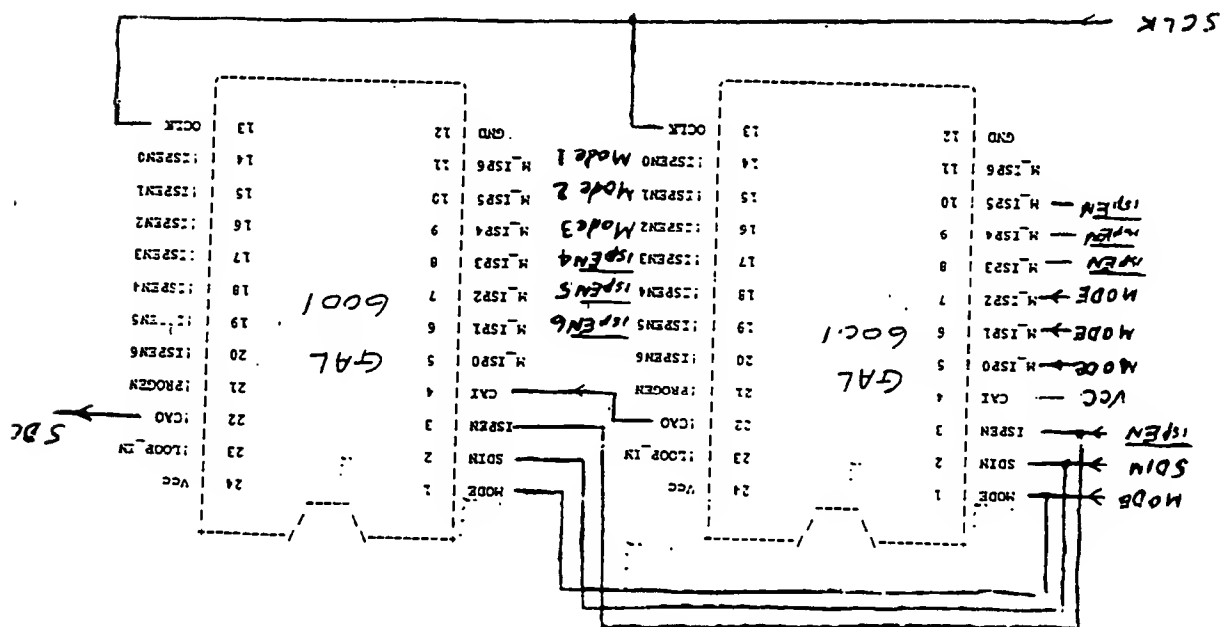 MODE MODE 1 24 Vcc MODE 1 24 Vcc
SDIN SDIN 2 23 !LOOP_IN SDIN 2 23 !LOOP_IN
ispEN ISPEN 3 22 !CAO ISPEN 3 22 !CAO SDO
VCC CAI 4 21 !PROGEN CAI 4 21 !PROGEN
MODE M_ISP0 5 GAL 20 !ISPEN6 M_ISP0 5 GAL 20 !ISPEN6
MODE M_ISP1 6 6001 19 !ISPEN5 ispEN6 M_ISP1 6 6001 19
MODE M_ISP2 7 18 !ISPEN4 ispEN5 M_ISP2 7 18 !ISPEN4
ispEN M_ISP3 8 17 !ISPEN3 ispEN4 M_ISP3 8 17 !ISPEN3
ispEN M_ISP4 9 16 !ISPEN2 Mode3 M_ISP4 9 16 !ISPEN2
ispEN M_ISP5 10 15 !ISPEN1 Mode 2 M_ISP5 10 15 !ISPEN1
M_ISP6 11 14 !ISPEN0 Mode 1 M_ISP6 11 14 !ISPEN0
GND 12 13 OCLK GND 12 13 OCLK
SCLK